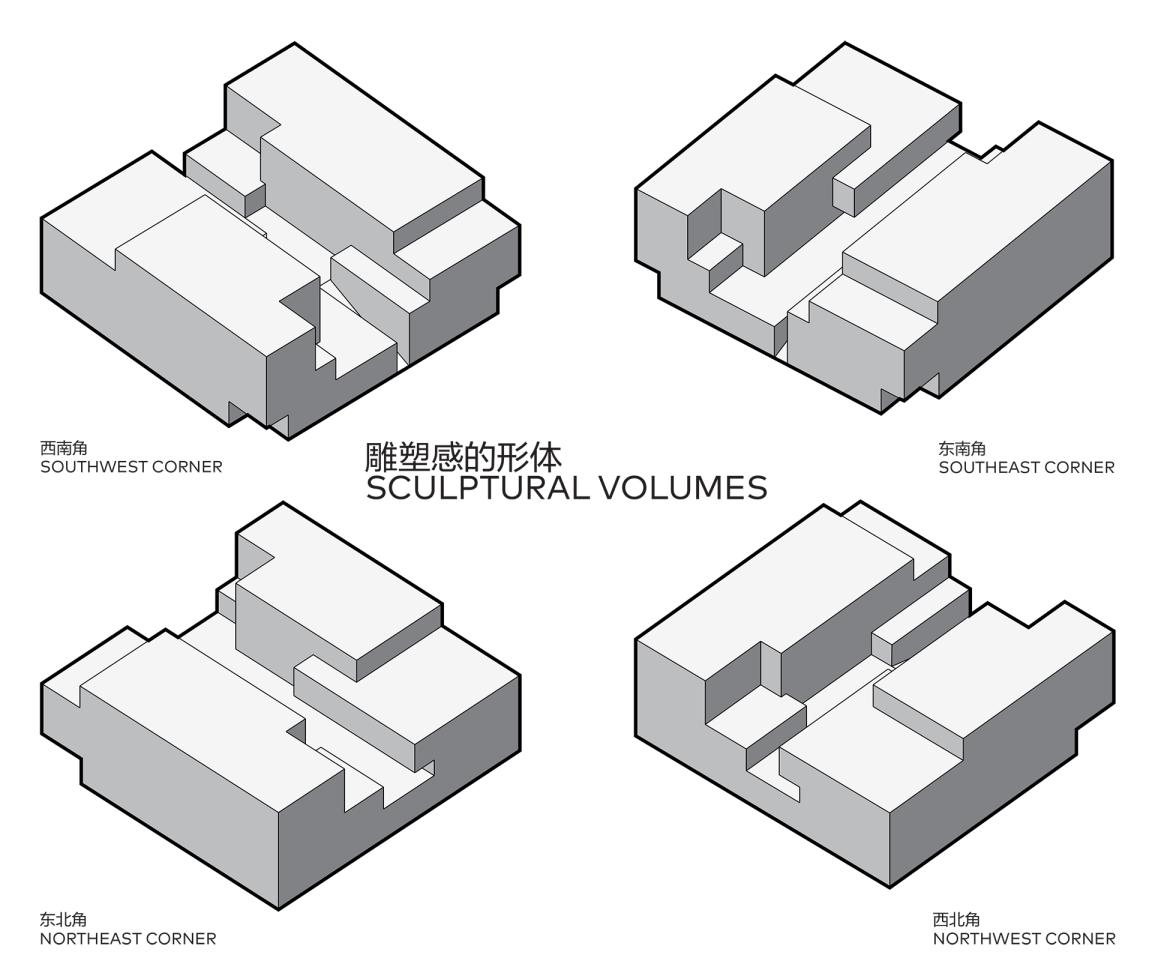 西南角
SOUTHWEST CORNER
东南角
SOUTHEAST CORNER
雕塑感的形体
SCULPTURAL VOLUMES
东北角
NORTHEAST CORNER
西北角
NORTHWEST CORNER